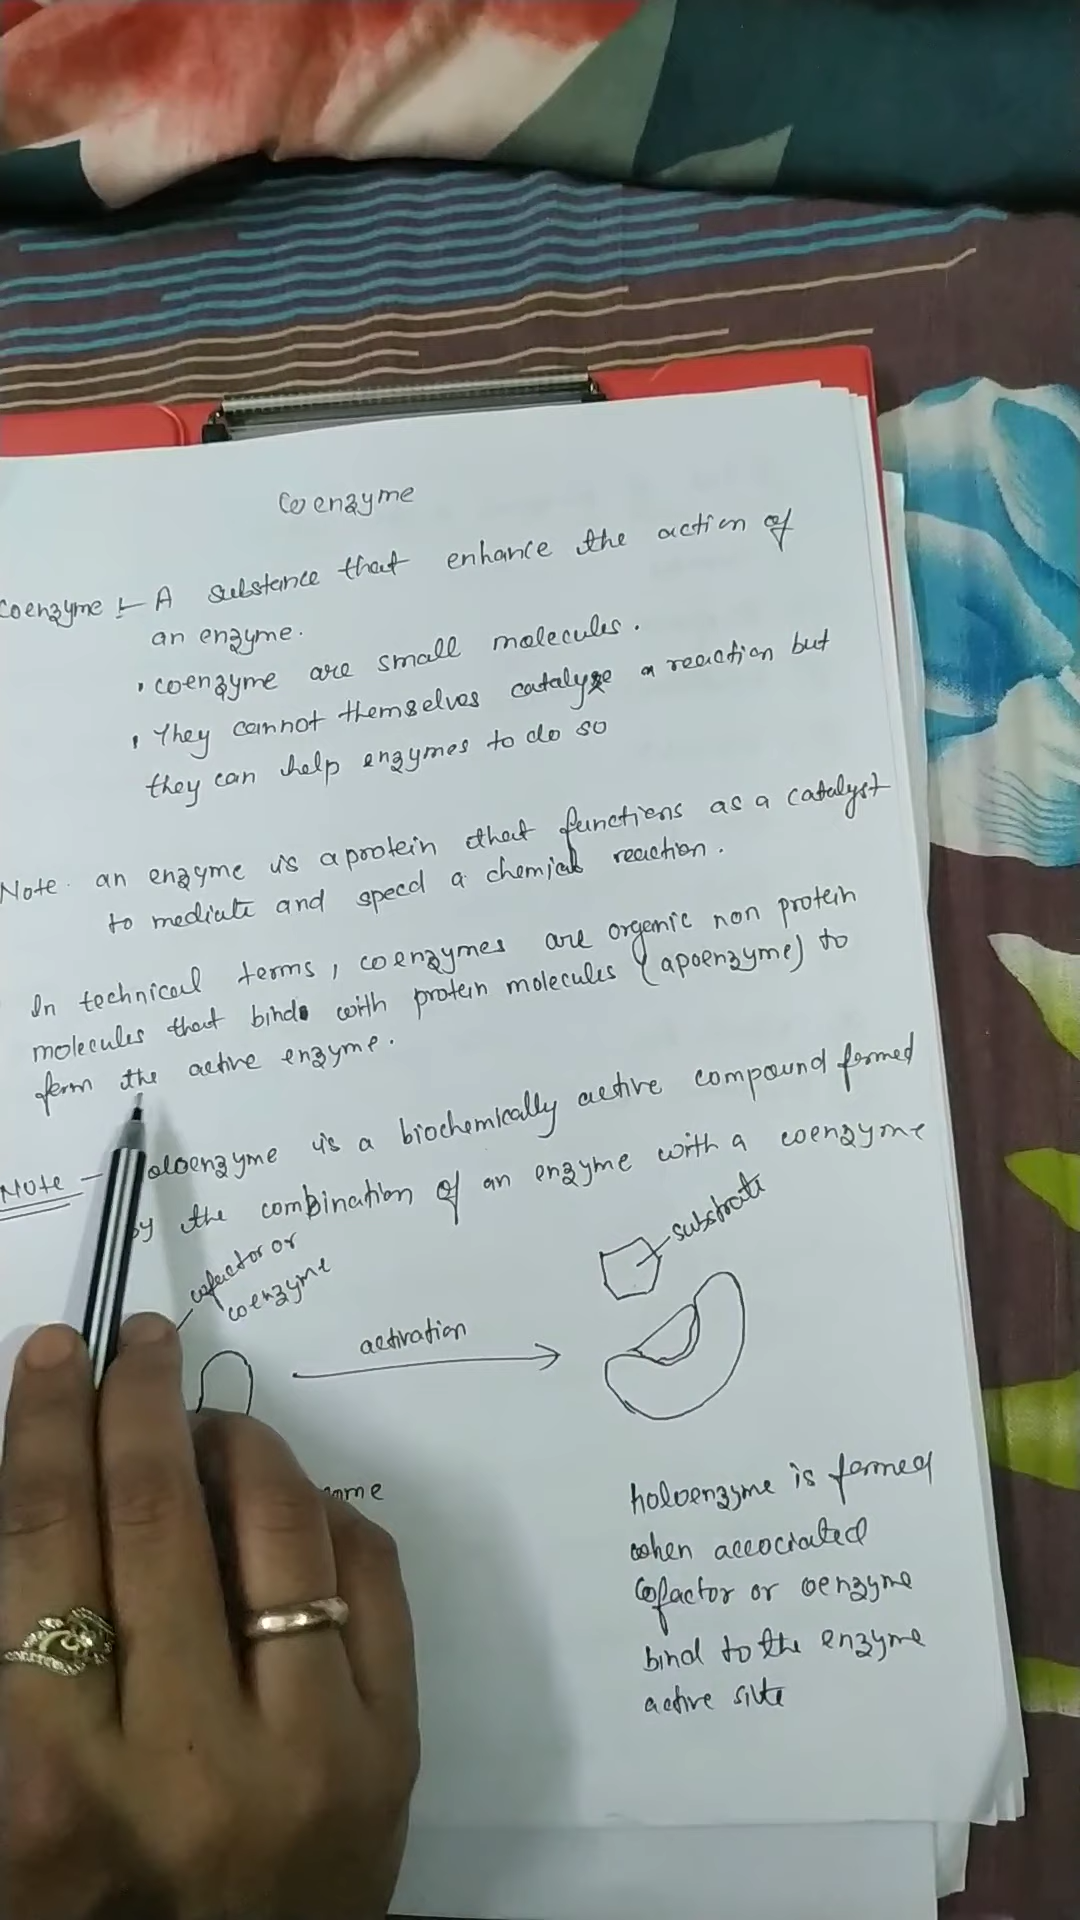 Coenzyme
Coenzyme :- A substance that enhance the action of
an enzyme.
• coenzyme are small molecules.
• They cannot themselves catalyze a reaction but
they can help enzymes to do so
Note. an enzyme is a protein that functions as a catalyst
to mediate and speed a chemical reaction.
In technical terms, coenzymes are orgenic non protein
molecules that bind with protein molecules (apoenzyme) to
form the active enzyme.
Note - oloenzyme is a biochemically active compound formed
by the combination of an enzyme with a coenzyme
substrate
cofactor or
coenzyme
activation
holoenzyme is formed
when accociated
Cofactor or oenzyme
bind to the enzyme
active site